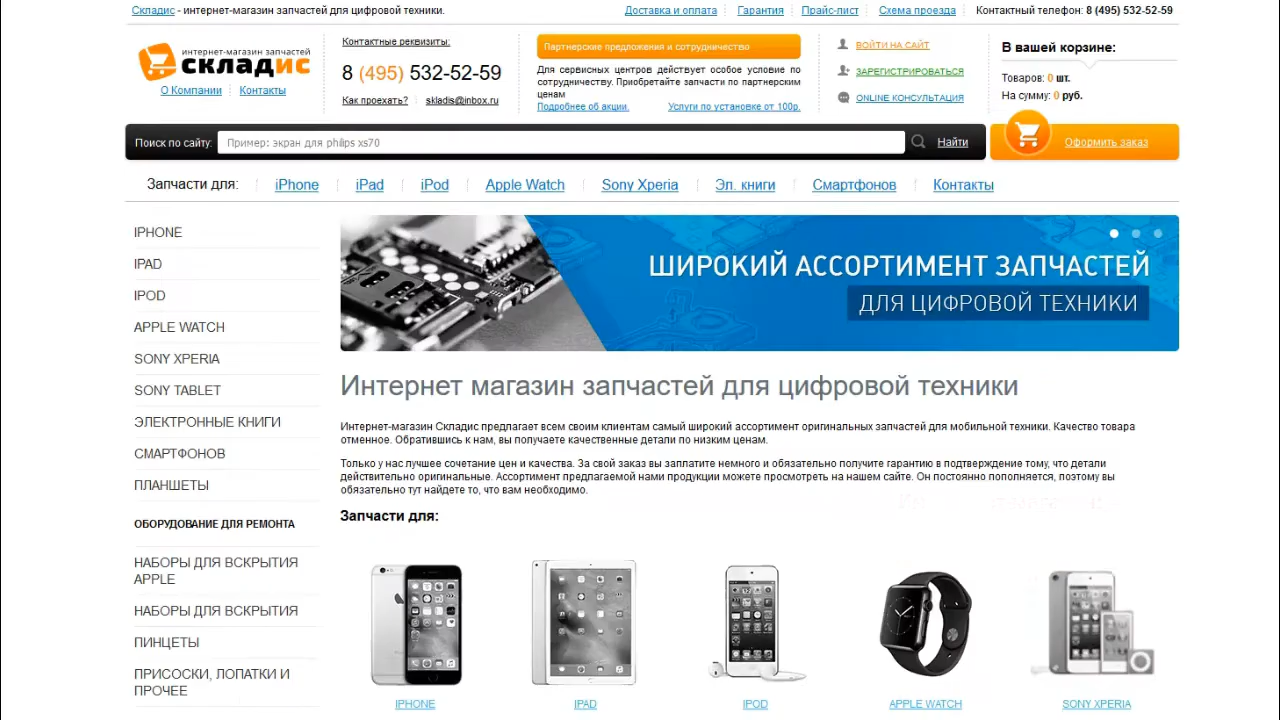 Складис - интернет-магазин запчастей для цифровой техники.
Доставка и оплата
Гарантия
Прайс-лист
Схема проезда
Контактный телефон: 8 (495) 532-52-59
интернет-магазин запчастей
складис
О Компании
Контакты
Контактные реквизиты:
8 (495) 532-52-59
Как проехать?
skladis@inbox.ru
Партнерские предложения и сотрудничество
Для сервисных центров действует особое условие по
сотрудничеству. Приобретайте запчасти по партнерским
ценам
Подробнее об акции.
Услуги по установке от 100р.
ВОЙТИ НА САЙТ
ЗАРЕГИСТРИРОВАТЬСЯ
ONLINE КОНСУЛЬТАЦИЯ
В вашей корзине:
Товаров: 0 шт.
На сумму: 0 руб.
Поиск по сайту:
Пример: экран для philips xs70
Найти
Оформить заказ
Запчасти для:
iPhone
iPad
iPod
Apple Watch
Sony Xperia
Эл. книги
Смартфонов
Контакты
IPHONE
IPAD
IPOD
APPLE WATCH
SONY XPERIA
SONY TABLET
ЭЛЕКТРОННЫЕ КНИГИ
СМАРТФОНОВ
ПЛАНШЕТЫ
ОБОРУДОВАНИЕ ДЛЯ РЕМОНТА
НАБОРЫ ДЛЯ ВСКРЫТИЯ
APPLE
НАБОРЫ ДЛЯ ВСКРЫТИЯ
ПИНЦЕТЫ
ПРИСОСКИ, ЛОПАТКИ И
ПРОЧЕЕ
ШИРОКИЙ АССОРТИМЕНТ ЗАПЧАСТЕЙ
ДЛЯ ЦИФРОВОЙ ТЕХНИКИ
Интернет магазин запчастей для цифровой техники
Интернет-магазин Складис предлагает всем своим клиентам самый широкий ассортимент оригинальных запчастей для мобильной техники. Качество товара
отменное. Обратившись к нам, вы получаете качественные детали по низким ценам.
Только у нас лучшее сочетание цен и качества. За свой заказ вы заплатите немного и обязательно получите гарантию в подтверждение тому, что детали
действительно оригинальные. Ассортимент предлагаемой нами продукции можете просмотреть на нашем сайте. Он постоянно пополняется, поэтому вы
обязательно тут найдете то, что вам необходимо.
Запчасти для:
IPHONE
IPAD
IPOD
APPLE WATCH
SONY XPERIA